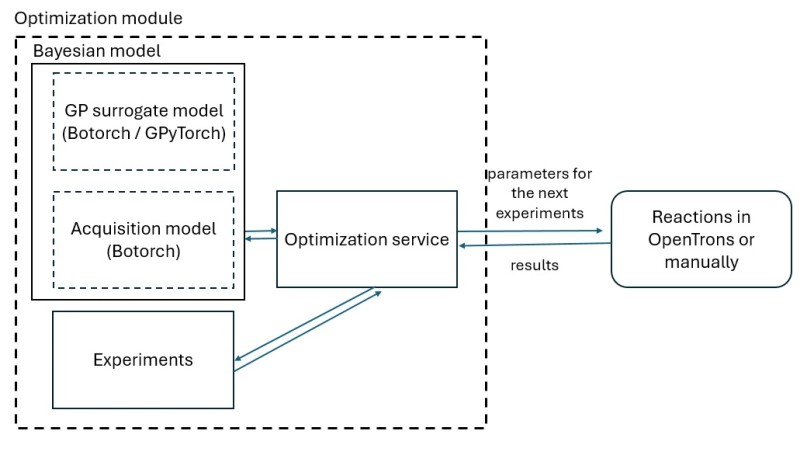 Optimization module
Bayesian model
GP surrogate model
(Botorch / GPyTorch)
Acquisition model
(Botorch)
Optimization service
Experiments
parameters for
the next
experiments
results
Reactions in
OpenTrons or
manually